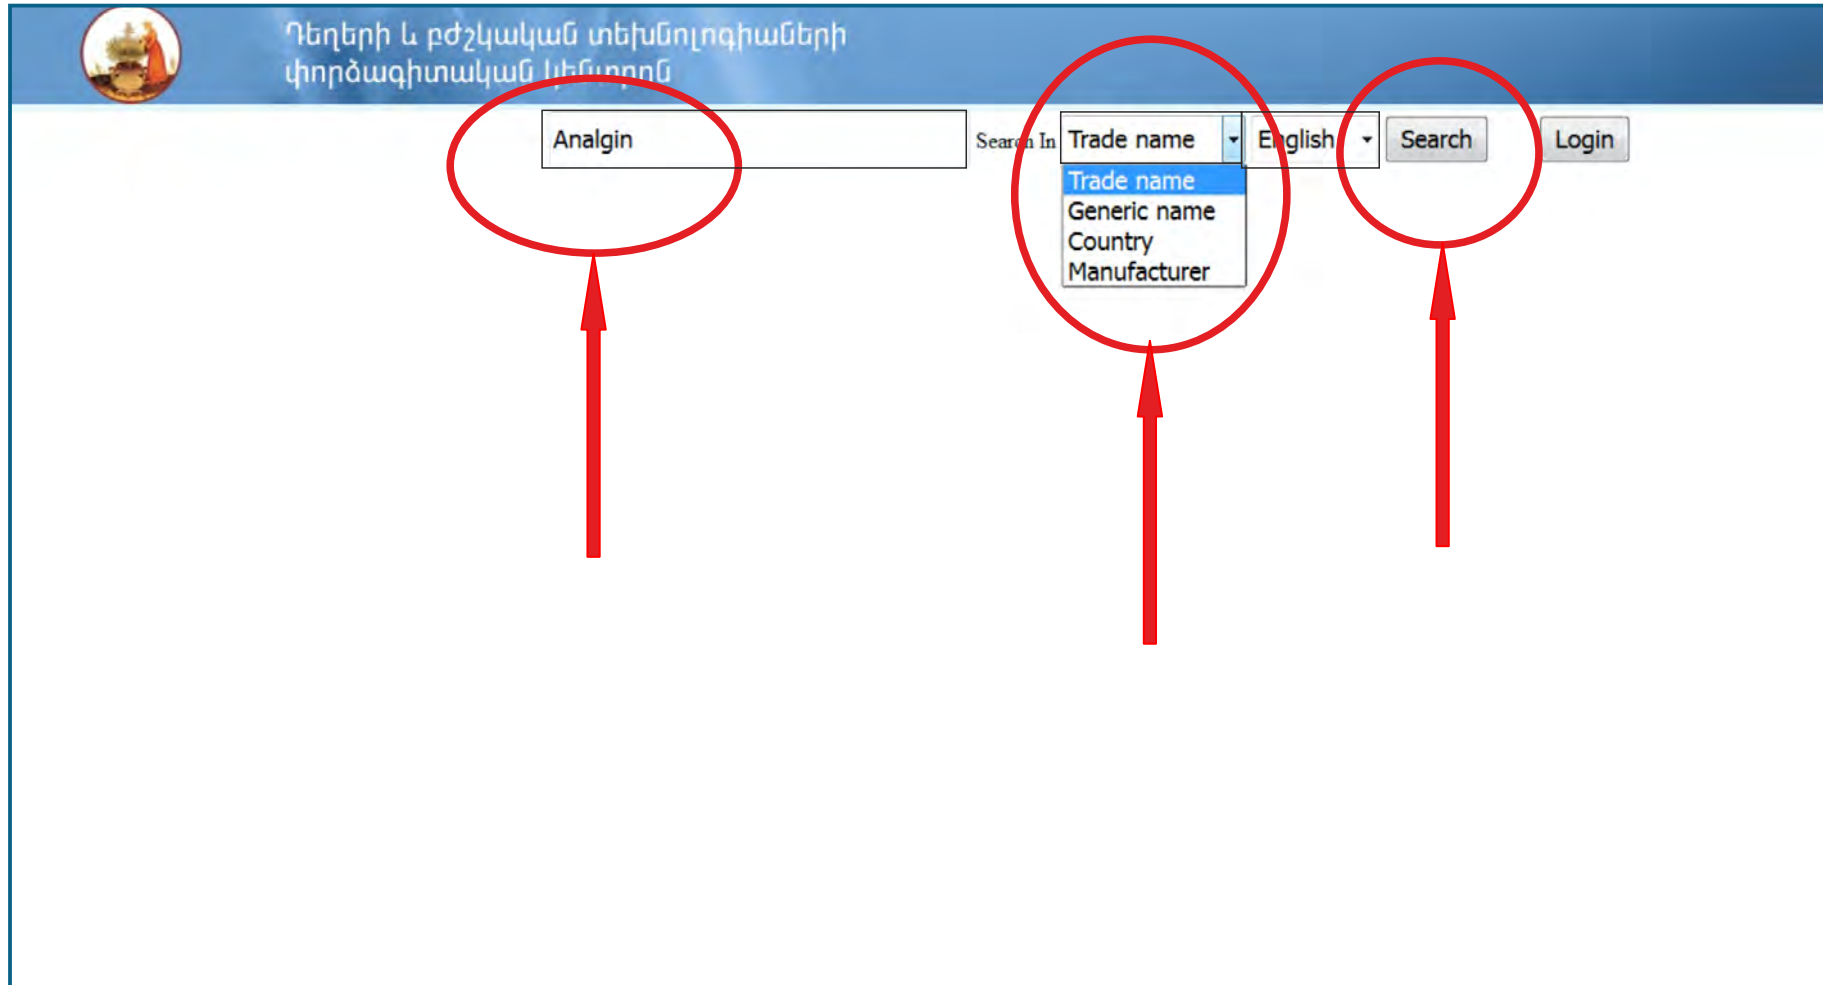 Դեղերի և բժշկական տեխնոլոգիաների
փորձագիտական կենտրոն
Analgin Search In Trade name English Search Login
Trade name
Generic name
Country
Manufacturer